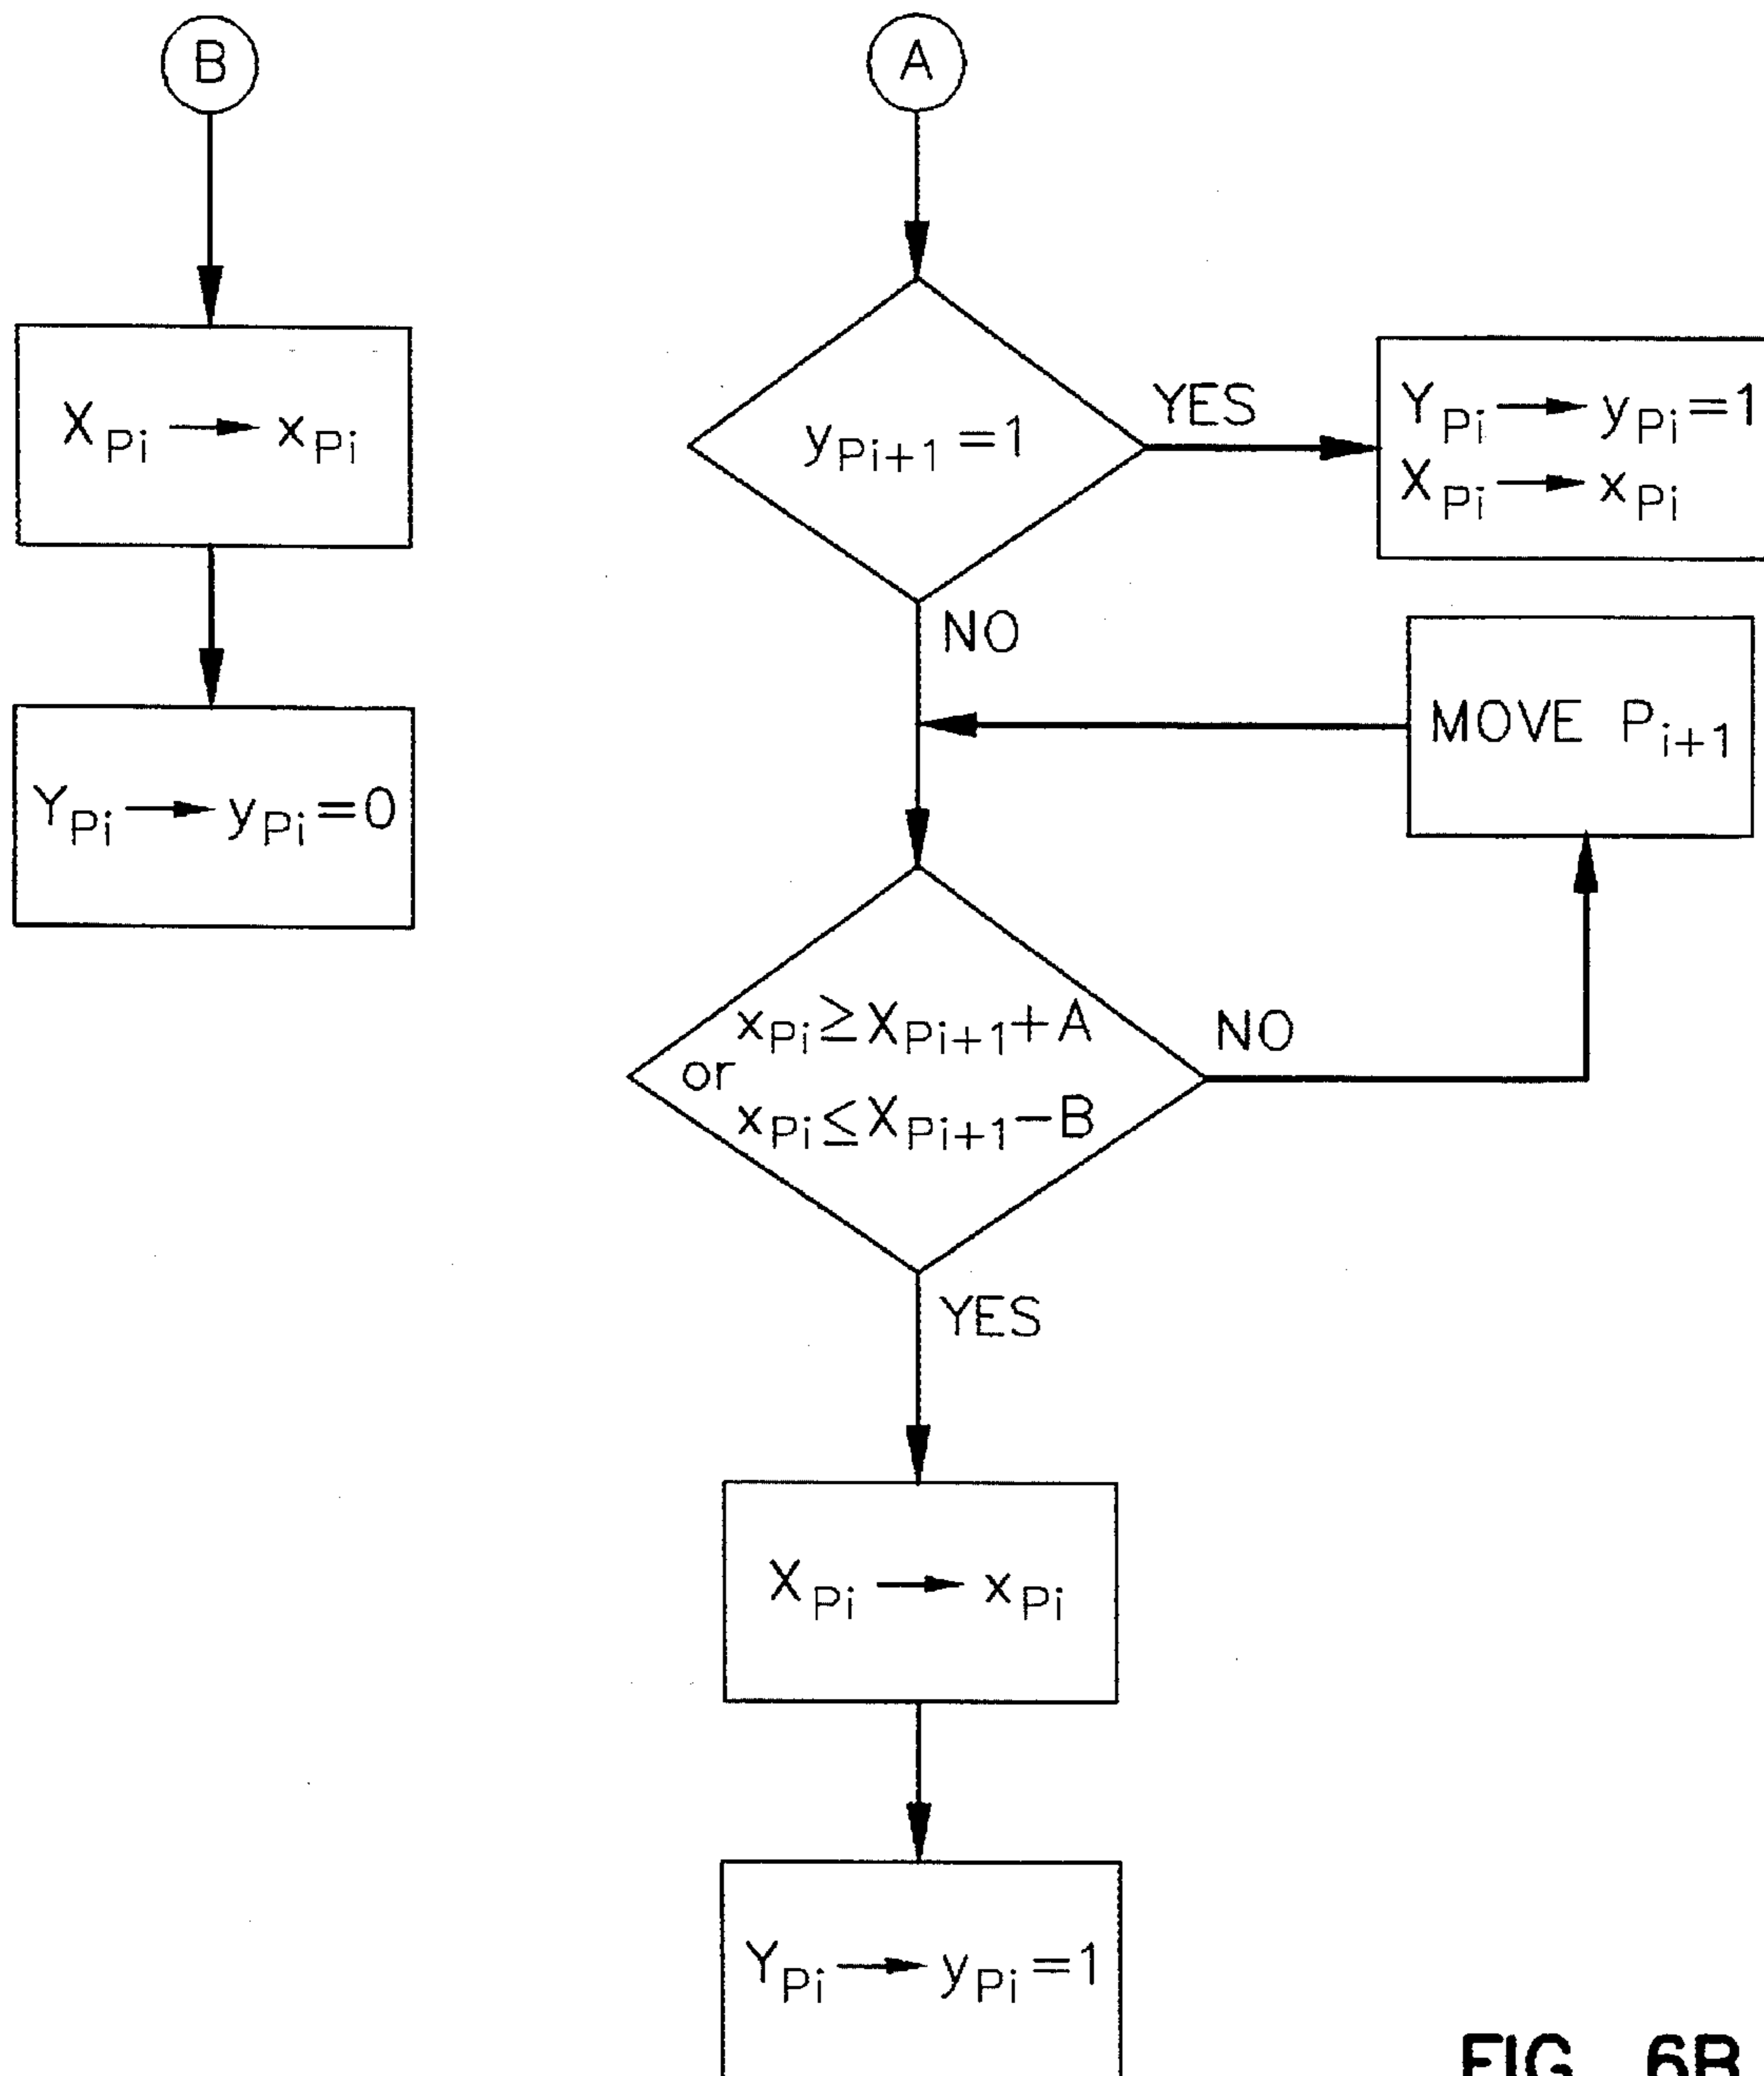 B
X_Pi → x_Pi
Y_Pi → y_Pi=0
A
y_Pi+1=1
YES
Y_Pi → y_Pi=1
X_Pi → x_Pi
NO
MOVE P_i+1
x_Pi≥X_Pi+1+A
or
x_Pi≤X_Pi+1−B
NO
YES
X_Pi → x_Pi
Y_Pi → y_Pi=1
FIG. 6B